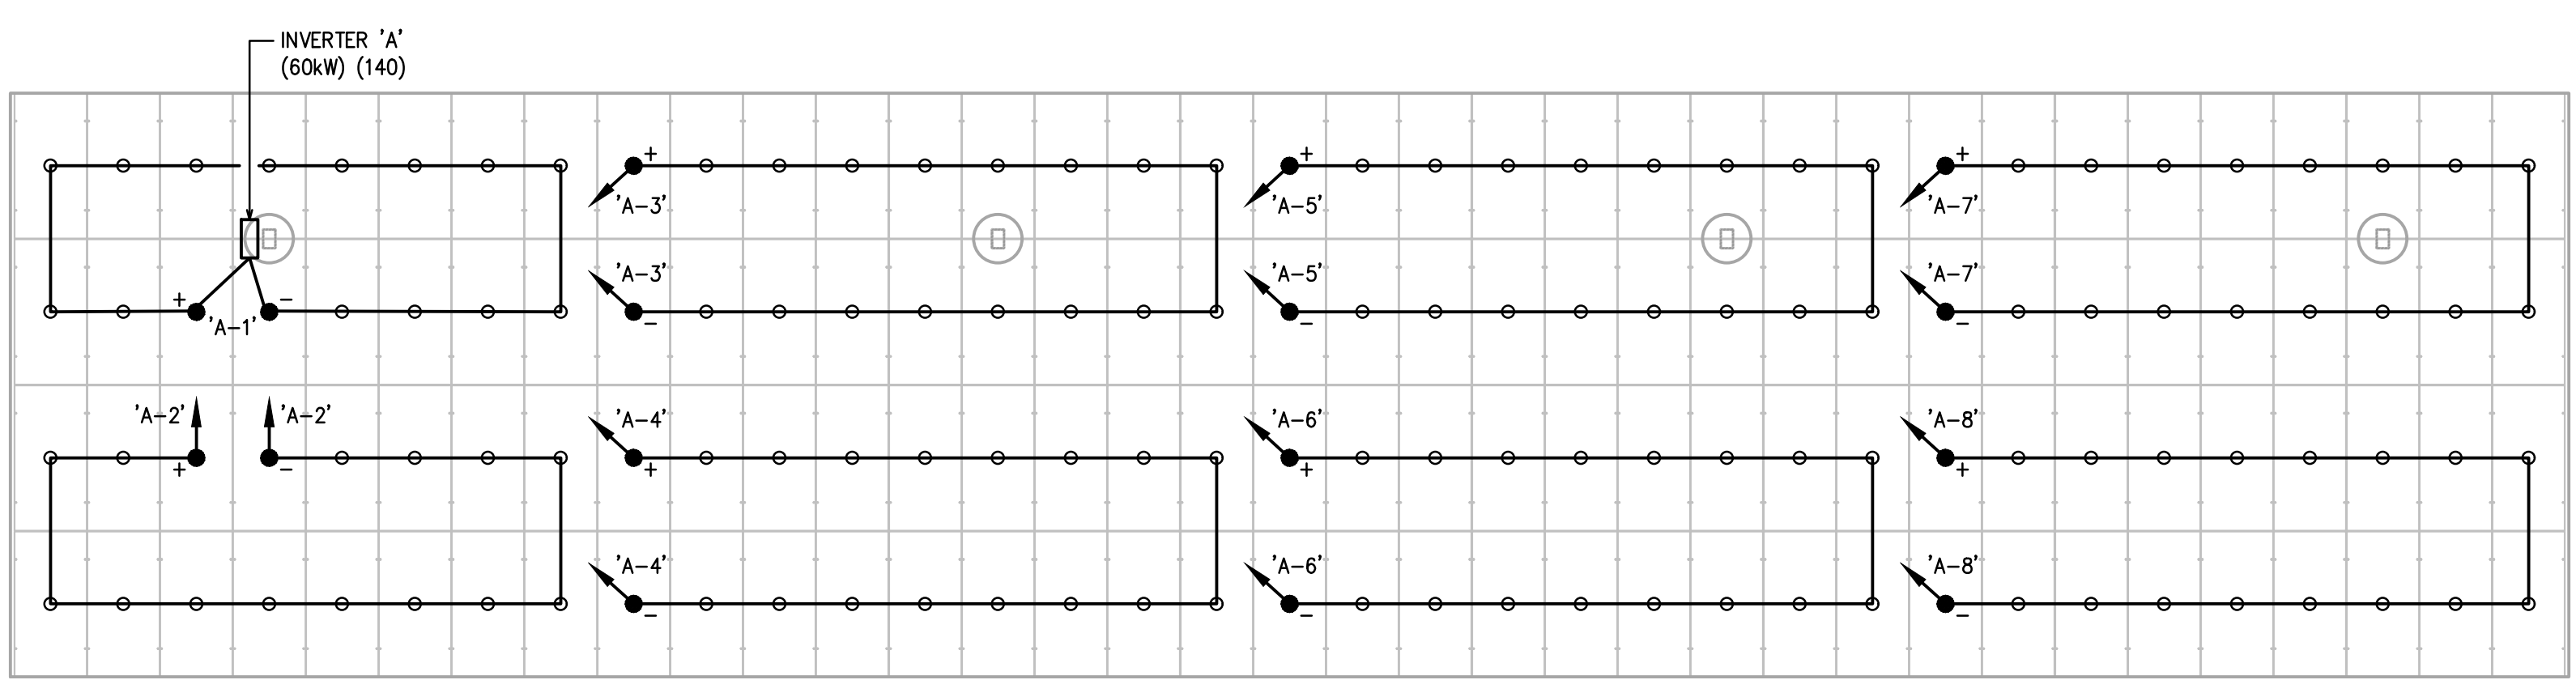 INVERTER 'A'
(60kW) (140)
+ + + +
'A-3' 'A-5' 'A-7'
'A-3' 'A-5' 'A-7'
+ −
'A-1' − − −
'A-2' 'A-2' 'A-4' 'A-6' 'A-8'
+ − + + +
'A-4' 'A-6' 'A-8'
− − −